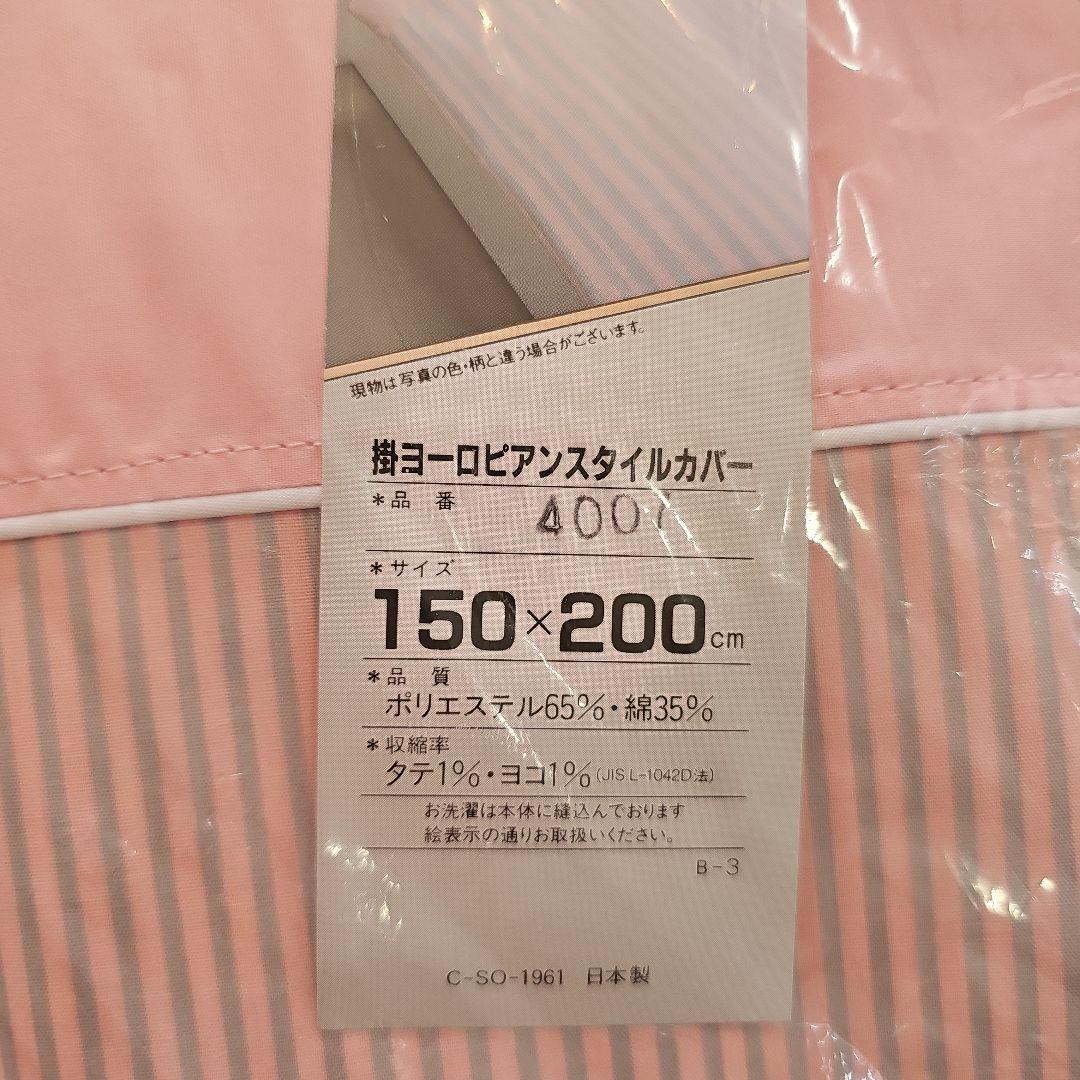 現物は写真の色・柄と違う場合がございます。
掛ヨーロピアンスタイルカバー
*品 番 4007
*サイズ
150×200cm
*品 質
ポリエステル65%・綿35%
*収縮率
タテ1%・ヨコ1%(JIS.L-1042D法)
お洗濯は本体に縫込んであります
絵表示の通りお取扱いください。
B-3
C-SO-1961 日本製